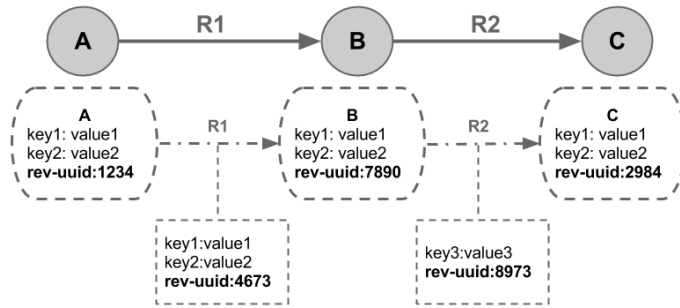 A
R1
B
R2
C
A
key1: value1
key2: value2
rev-uuid:1234
R1
B
key1: value1
key2: value2
rev-uuid:7890
R2
C
key1: value1
key2: value2
rev-uuid:2984
key1:value1
key2:value2
rev-uuid:4673
key3:value3
rev-uuid:8973